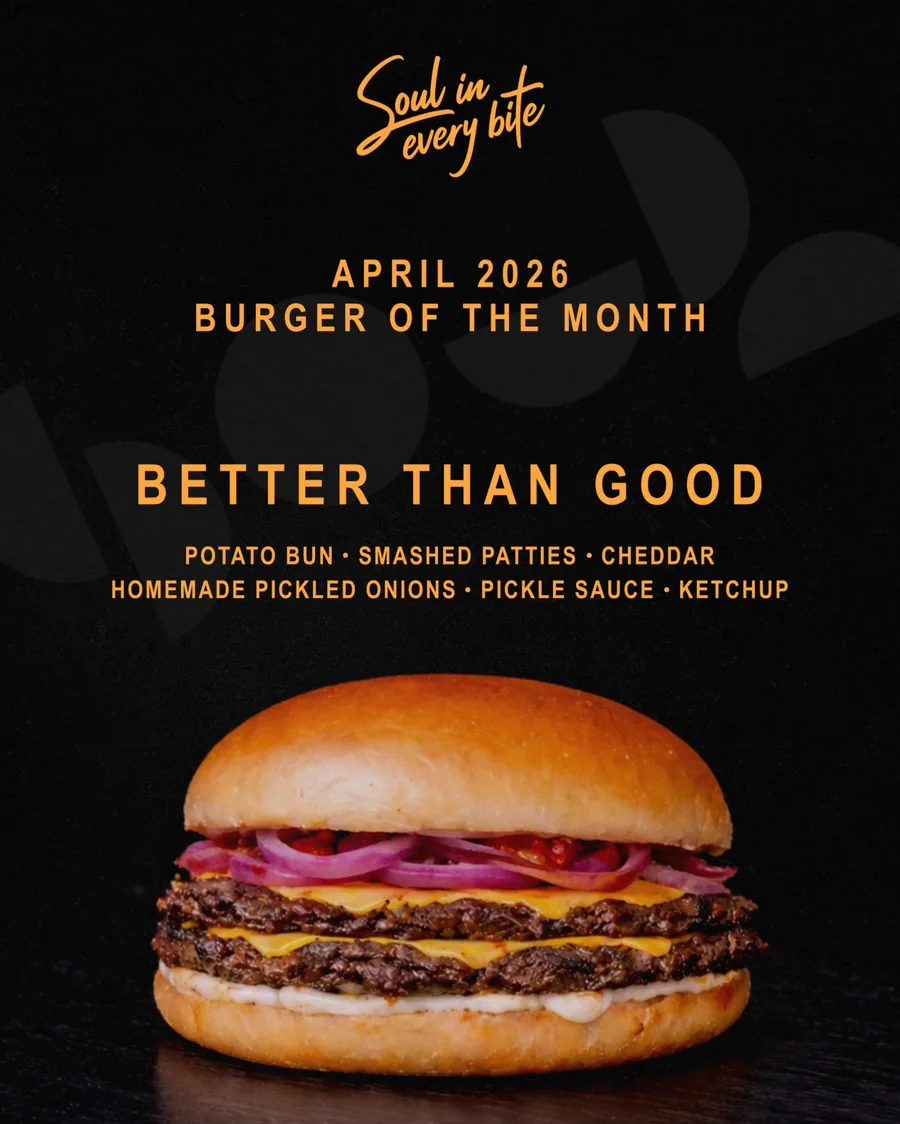 Soul in
every bite
APRIL 2026
BURGER OF THE MONTH
BETTER THAN GOOD
POTATO BUN • SMASHED PATTIES • CHEDDAR
HOMEMADE PICKLED ONIONS • PICKLE SAUCE • KETCHUP